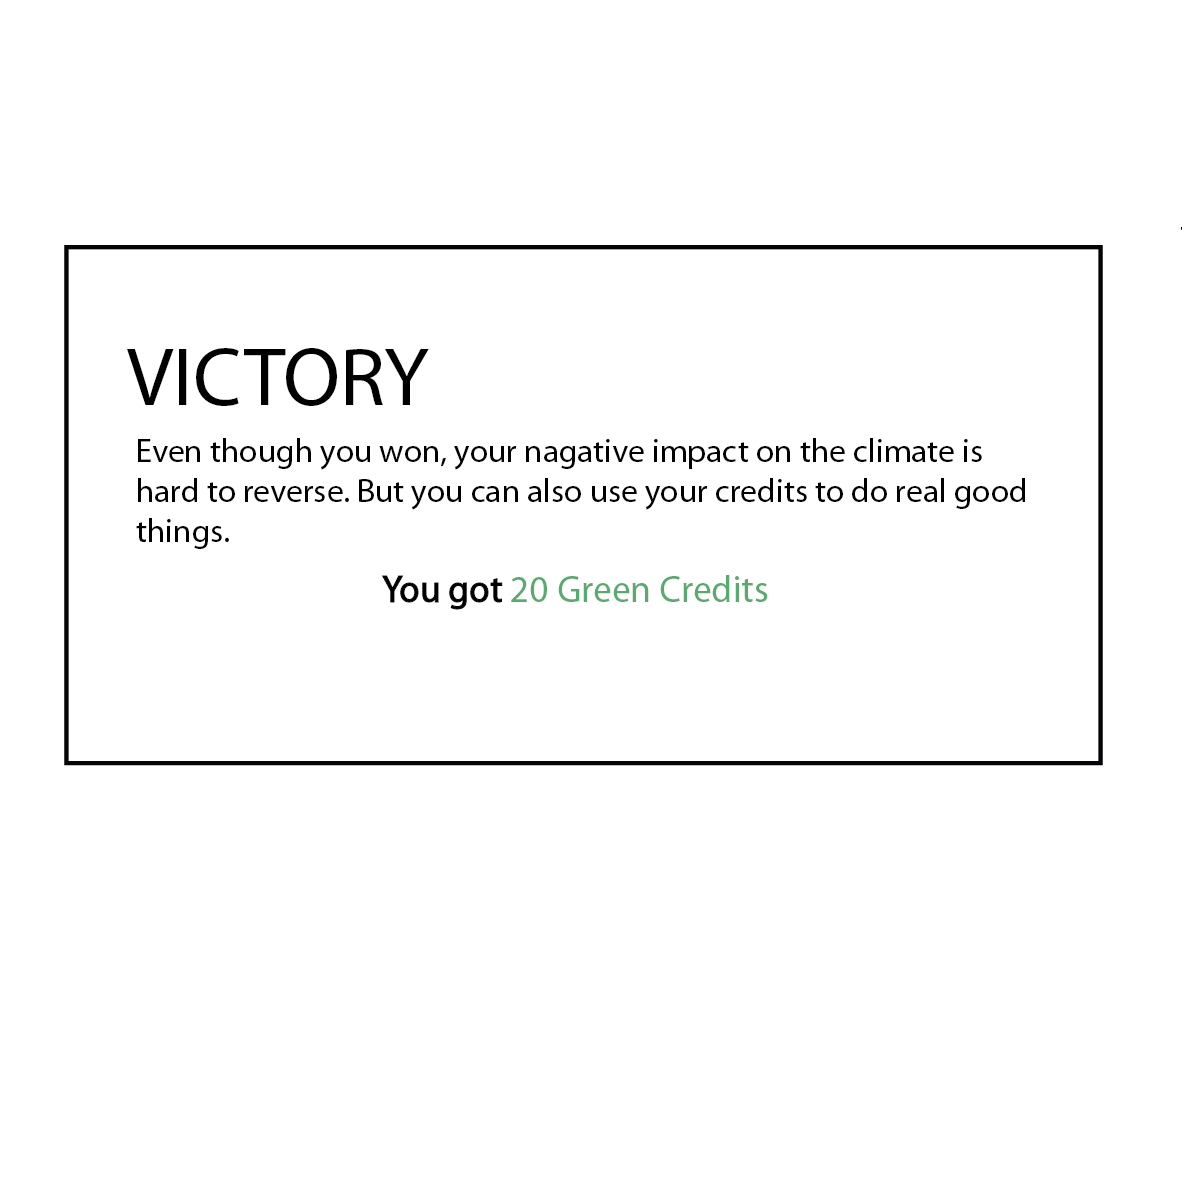 VICTORY
Even though you won, your nagative impact on the climate is
hard to reverse. But you can also use your credits to do real good
things.
You got 20 Green Credits